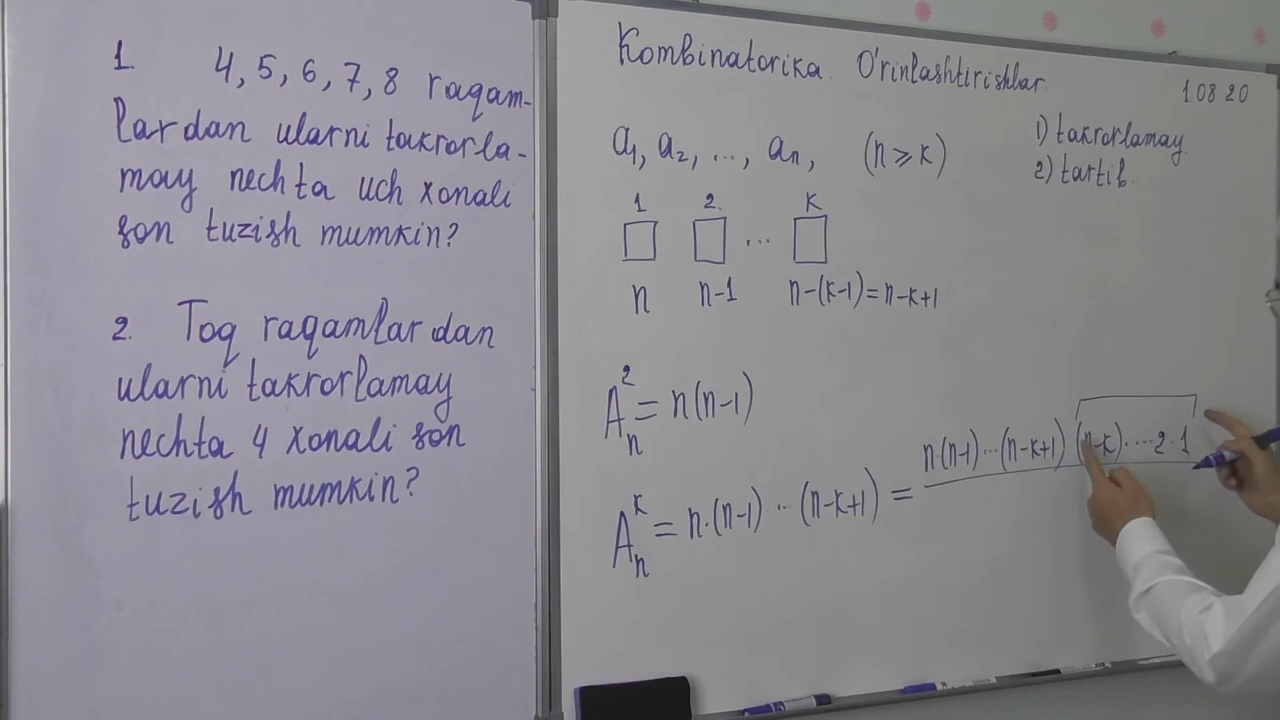 1. 4, 5, 6, 7, 8 raqam-
lardan ularni takrorla-
may nechta uch xonali
son tuzish mumkin?
2. Toq raqamlardan
ularni takrorlamay
nechta 4 xonali son
tuzish mumkin?
Kombinatorika. O'rinlashtirishlar.
1.08 20
a₁, a₂, ..., aₙ, (n ⩾ k)
1) takrorlamay.
2) tartib.
1 2. k
...
n n-1 n-(k-1)=n-k+1
Aₙ² = n(n-1)
Aₙᵏ = n·(n-1) ... (n-k+1) = n·(n-1)...(n-k+1) (n-k)·...·2·1